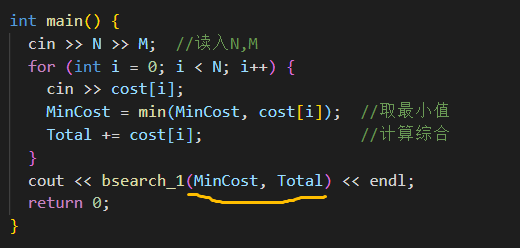 int main() {
cin >> N >> M;  //读入N,M
for (int i = 0; i < N; i++) {
cin >> cost[i];
MinCost = min(MinCost, cost[i]);  //取最小值
Total += cost[i];  //计算综合
}
cout << bsearch_1(MinCost, Total) << endl;
return 0;
}